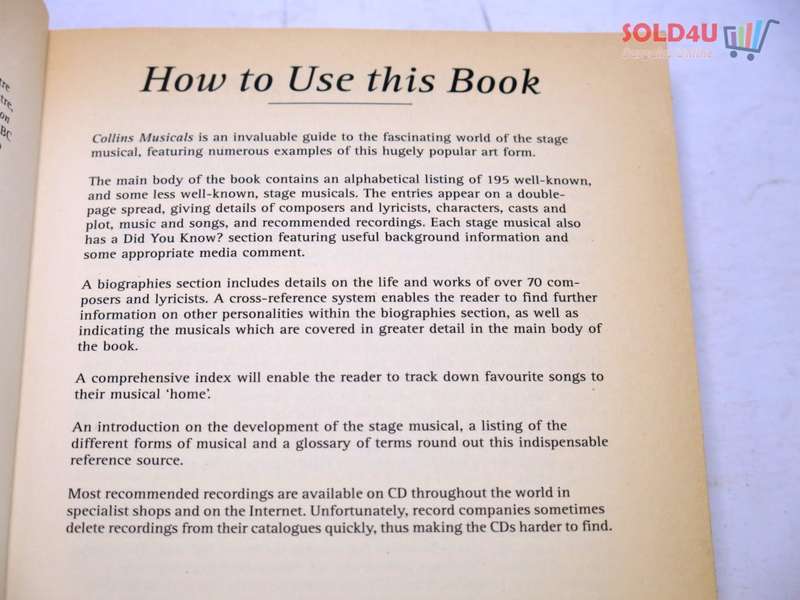 SOLD4U
Bargains Online
tre
tre,
on
BC
How to Use this Book
Collins Musicals is an invaluable guide to the fascinating world of the stage
musical, featuring numerous examples of this hugely popular art form.
The main body of the book contains an alphabetical listing of 195 well-known,
and some less well-known, stage musicals. The entries appear on a double-
page spread, giving details of composers and lyricists, characters, casts and
plot, music and songs, and recommended recordings. Each stage musical also
has a Did You Know? section featuring useful background information and
some appropriate media comment.
A biographies section includes details on the life and works of over 70 com-
posers and lyricists. A cross-reference system enables the reader to find further
information on other personalities within the biographies section, as well as
indicating the musicals which are covered in greater detail in the main body of
the book.
A comprehensive index will enable the reader to track down favourite songs to
their musical ‘home’.
An introduction on the development of the stage musical, a listing of the
different forms of musical and a glossary of terms round out this indispensable
reference source.
Most recommended recordings are available on CD throughout the world in
specialist shops and on the Internet. Unfortunately, record companies sometimes
delete recordings from their catalogues quickly, thus making the CDs harder to find.